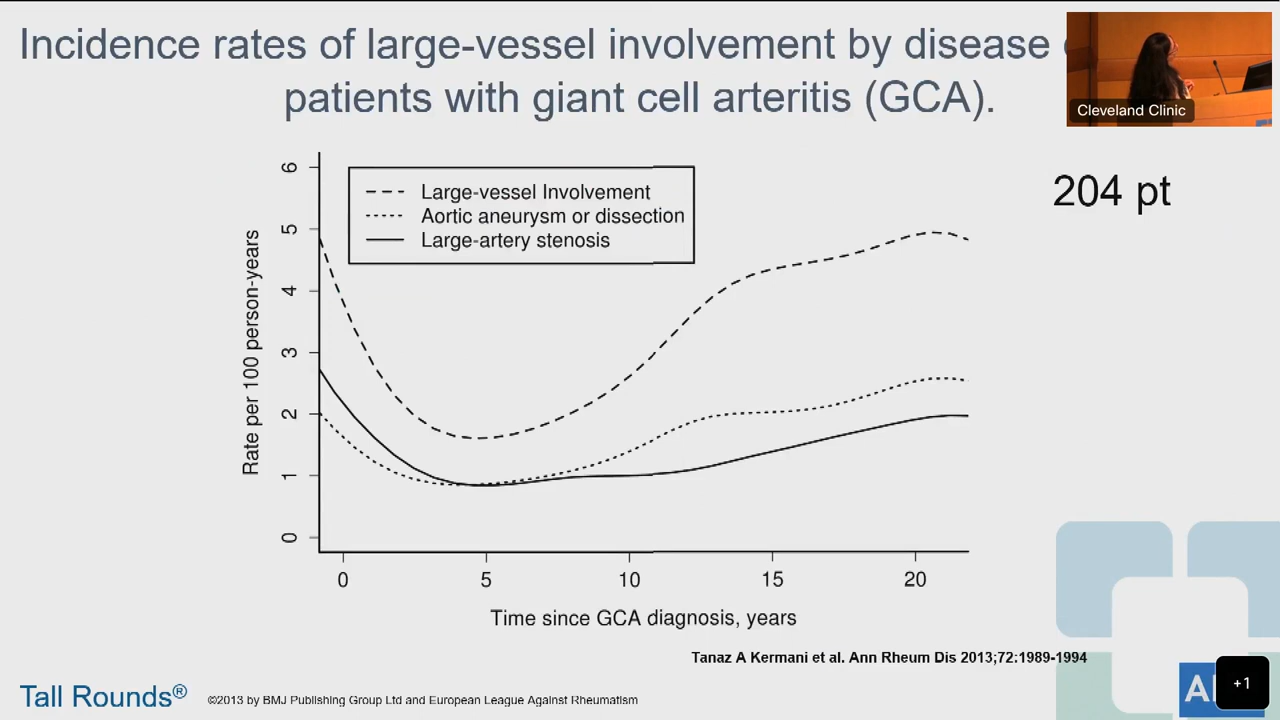 Incidence rates of large-vessel involvement by disease
patients with giant cell arteritis (GCA).
Cleveland Clinic
204 pt
6
5
4
3
2
1
0
Rate per 100 person-years
Large-vessel Involvement
Aortic aneurysm or dissection
Large-artery stenosis
0 5 10 15 20
Time since GCA diagnosis, years
Tanaz A Kermani et al. Ann Rheum Dis 2013;72:1989-1994
Tall Rounds®
©2013 by BMJ Publishing Group Ltd and European League Against Rheumatism
+1